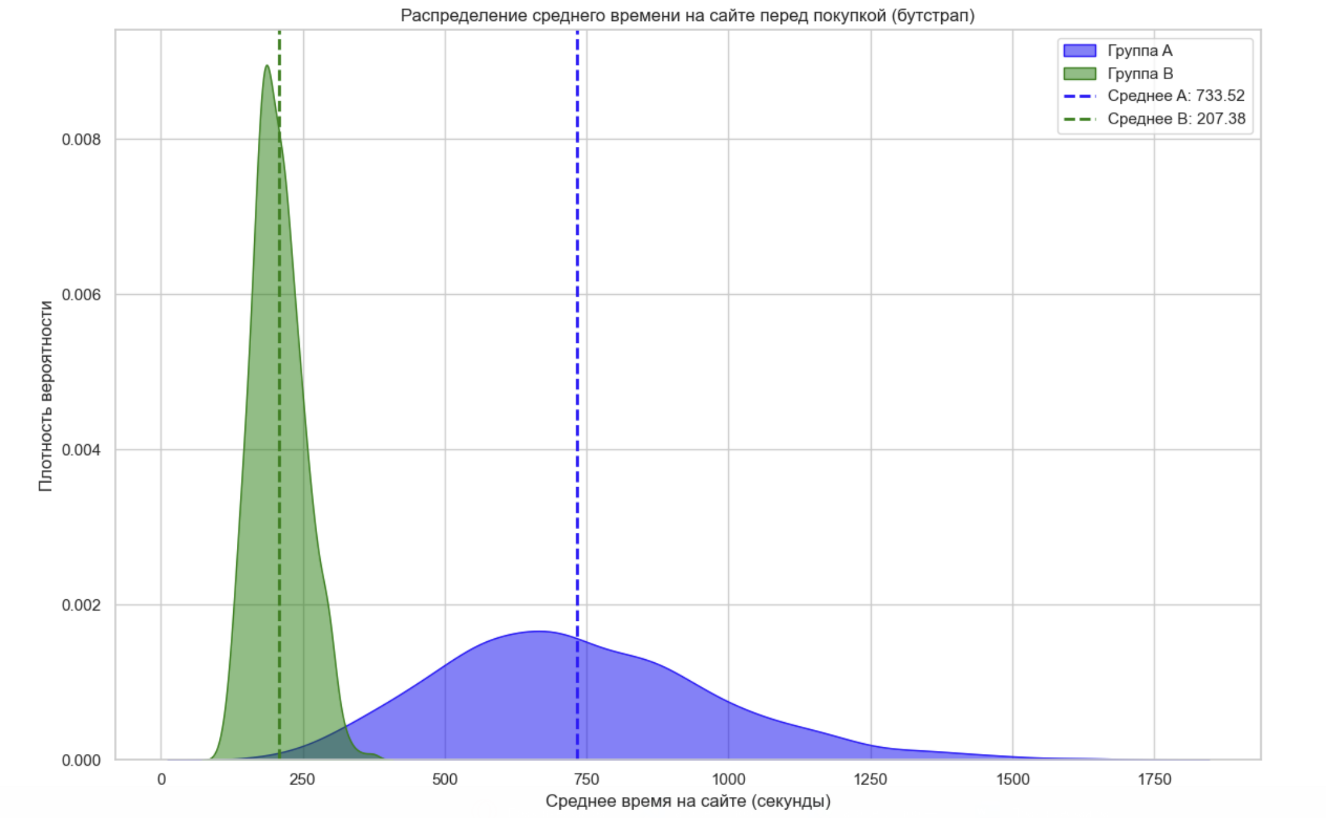 Распределение среднего времени на сайте перед покупкой (бутстрап)
Группа A
Группа B
Среднее A: 733.52
Среднее B: 207.38
Плотность вероятности
0.008
0.006
0.004
0.002
0.000
0 250 500 750 1000 1250 1500 1750
Среднее время на сайте (секунды)